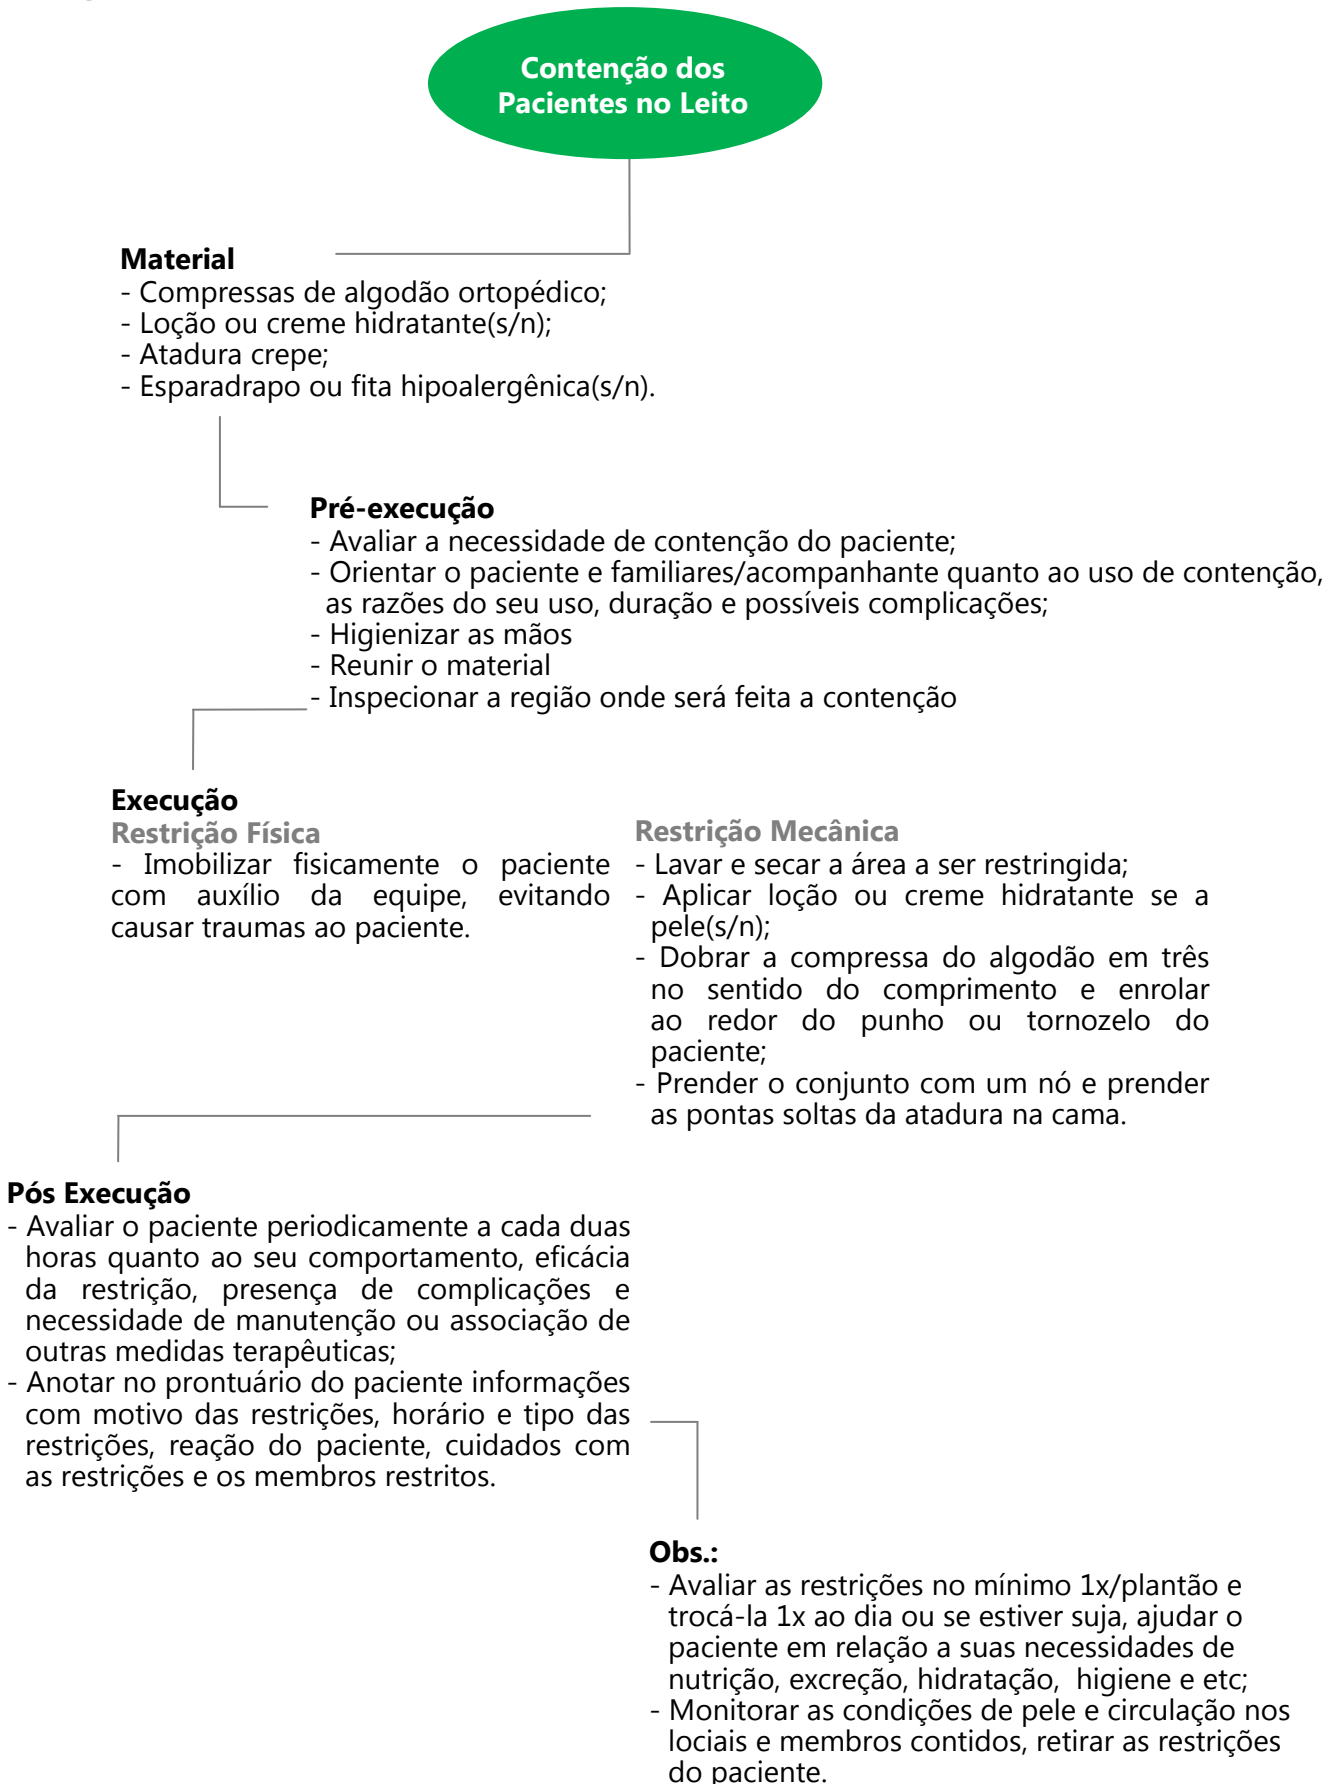 Contenção dos
Pacientes no Leito
Material
- Compressas de algodão ortopédico;
- Loção ou creme hidratante(s/n);
- Atadura crepe;
- Esparadrapo ou fita hipoalergênica(s/n).
Pré-execução
- Avaliar a necessidade de contenção do paciente;
- Orientar o paciente e familiares/acompanhante quanto ao uso de contenção,
as razões do seu uso, duração e possíveis complicações;
- Higienizar as mãos
- Reunir o material
- Inspecionar a região onde será feita a contenção
Execução
Restrição Física
- Imobilizar fisicamente o paciente
com auxílio da equipe, evitando
causar traumas ao paciente.
Restrição Mecânica
- Lavar e secar a área a ser restringida;
- Aplicar loção ou creme hidratante se a
pele(s/n);
- Dobrar a compressa do algodão em três
no sentido do comprimento e enrolar
ao redor do punho ou tornozelo do
paciente;
- Prender o conjunto com um nó e prender
as pontas soltas da atadura na cama.
Pós Execução
- Avaliar o paciente periodicamente a cada duas
horas quanto ao seu comportamento, eficácia
da restrição, presença de complicações e
necessidade de manutenção ou associação de
outras medidas terapêuticas;
- Anotar no prontuário do paciente informações
com motivo das restrições, horário e tipo das
restrições, reação do paciente, cuidados com
as restrições e os membros restritos.
Obs.:
- Avaliar as restrições no mínimo 1x/plantão e
trocá-la 1x ao dia ou se estiver suja, ajudar o
paciente em relação a suas necessidades de
nutrição, excreção, hidratação, higiene e etc;
- Monitorar as condições de pele e circulação nos
lociais e membros contidos, retirar as restrições
do paciente.